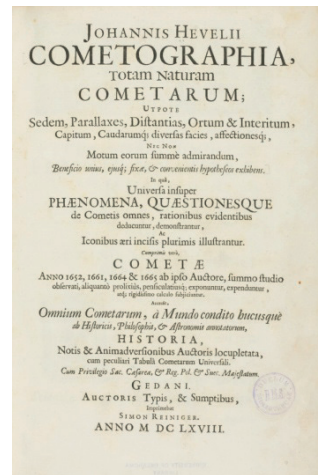 JOHANNIS HEVELII
COMETOGRAPHIA,
TOTAM NATURAM
COMETARUM;
UTPOTE
Sedem, Parallaxes, Distantias, Ortum & Interitum,
Capitum, Caudarumq; diversas facies, affectionesq;,
NEC NON
Motum eorum summè admirandum,
Beneficio unius, ejusq; fixæ, & convenientis hypotheseos exhibens.
In quâ,
Universa insuper
PHÆNOMENA, QUÆSTIONESQUE
de Cometis omnes, rationibus evidentibus
deducuntur, demonstrantur,
Ac
Iconibus æri incisis plurimis illustrantur.
Cumprimis verò,
COMETÆ
ANNO 1652, 1661, 1664 & 1665 ab ipso Auctore, summo studio
observati, aliquantò prolixiùs, pensiculatiusq; exponuntur, expenduntur,
atq; rigidissimo calculo subjiciuntur.
Accessit,
Omnium Cometarum, à Mundo condito hucusquè
ab Historicis, Philosophis, & Astronomis annotatorum,
HISTORIA,
Notis & Animadversionibus Auctoris locupletata,
cum peculiari Tabulâ Cometarum Universali.
Cum Privilegio Sac. Cæsareæ, & Reg. Pol. & Suec. Majestatum.
GEDANI,
AUCTORIS TYPIS, & Sumptibus,
Imprimebat
SIMON REINIGER.
ANNO M DC LXVIII.